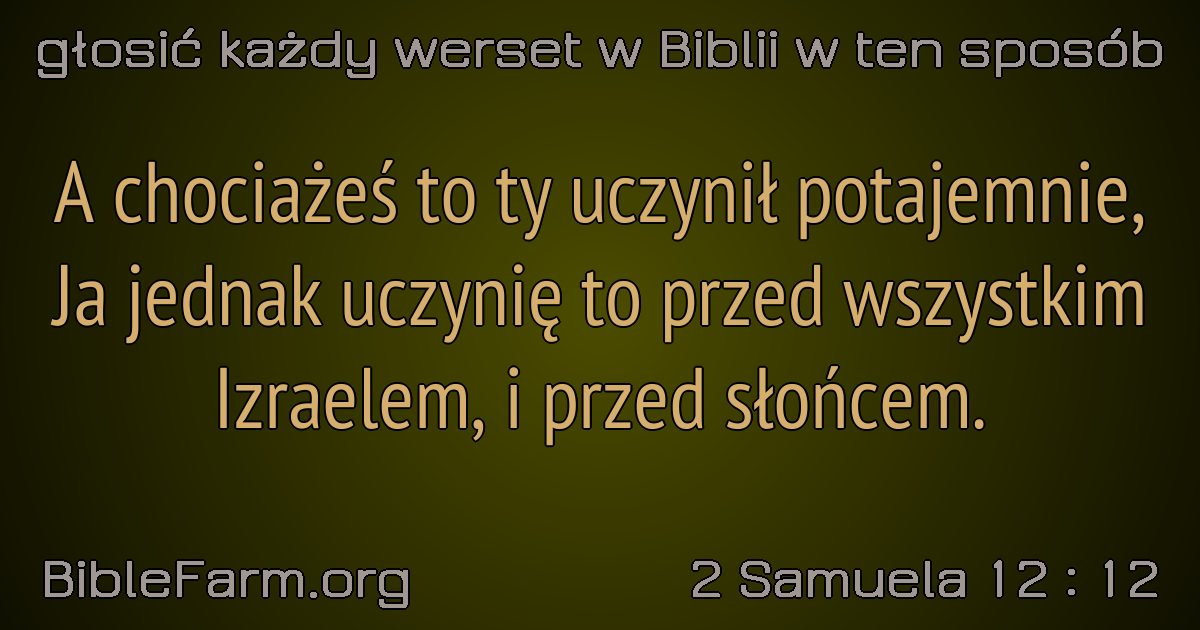 głosić każdy werset w Biblii w ten sposób
A chociażeś to ty uczynił potajemnie,
Ja jednak uczynię to przed wszystkim
Izraelem, i przed słońcem.
BibleFarm.org
2 Samuela 12 : 12